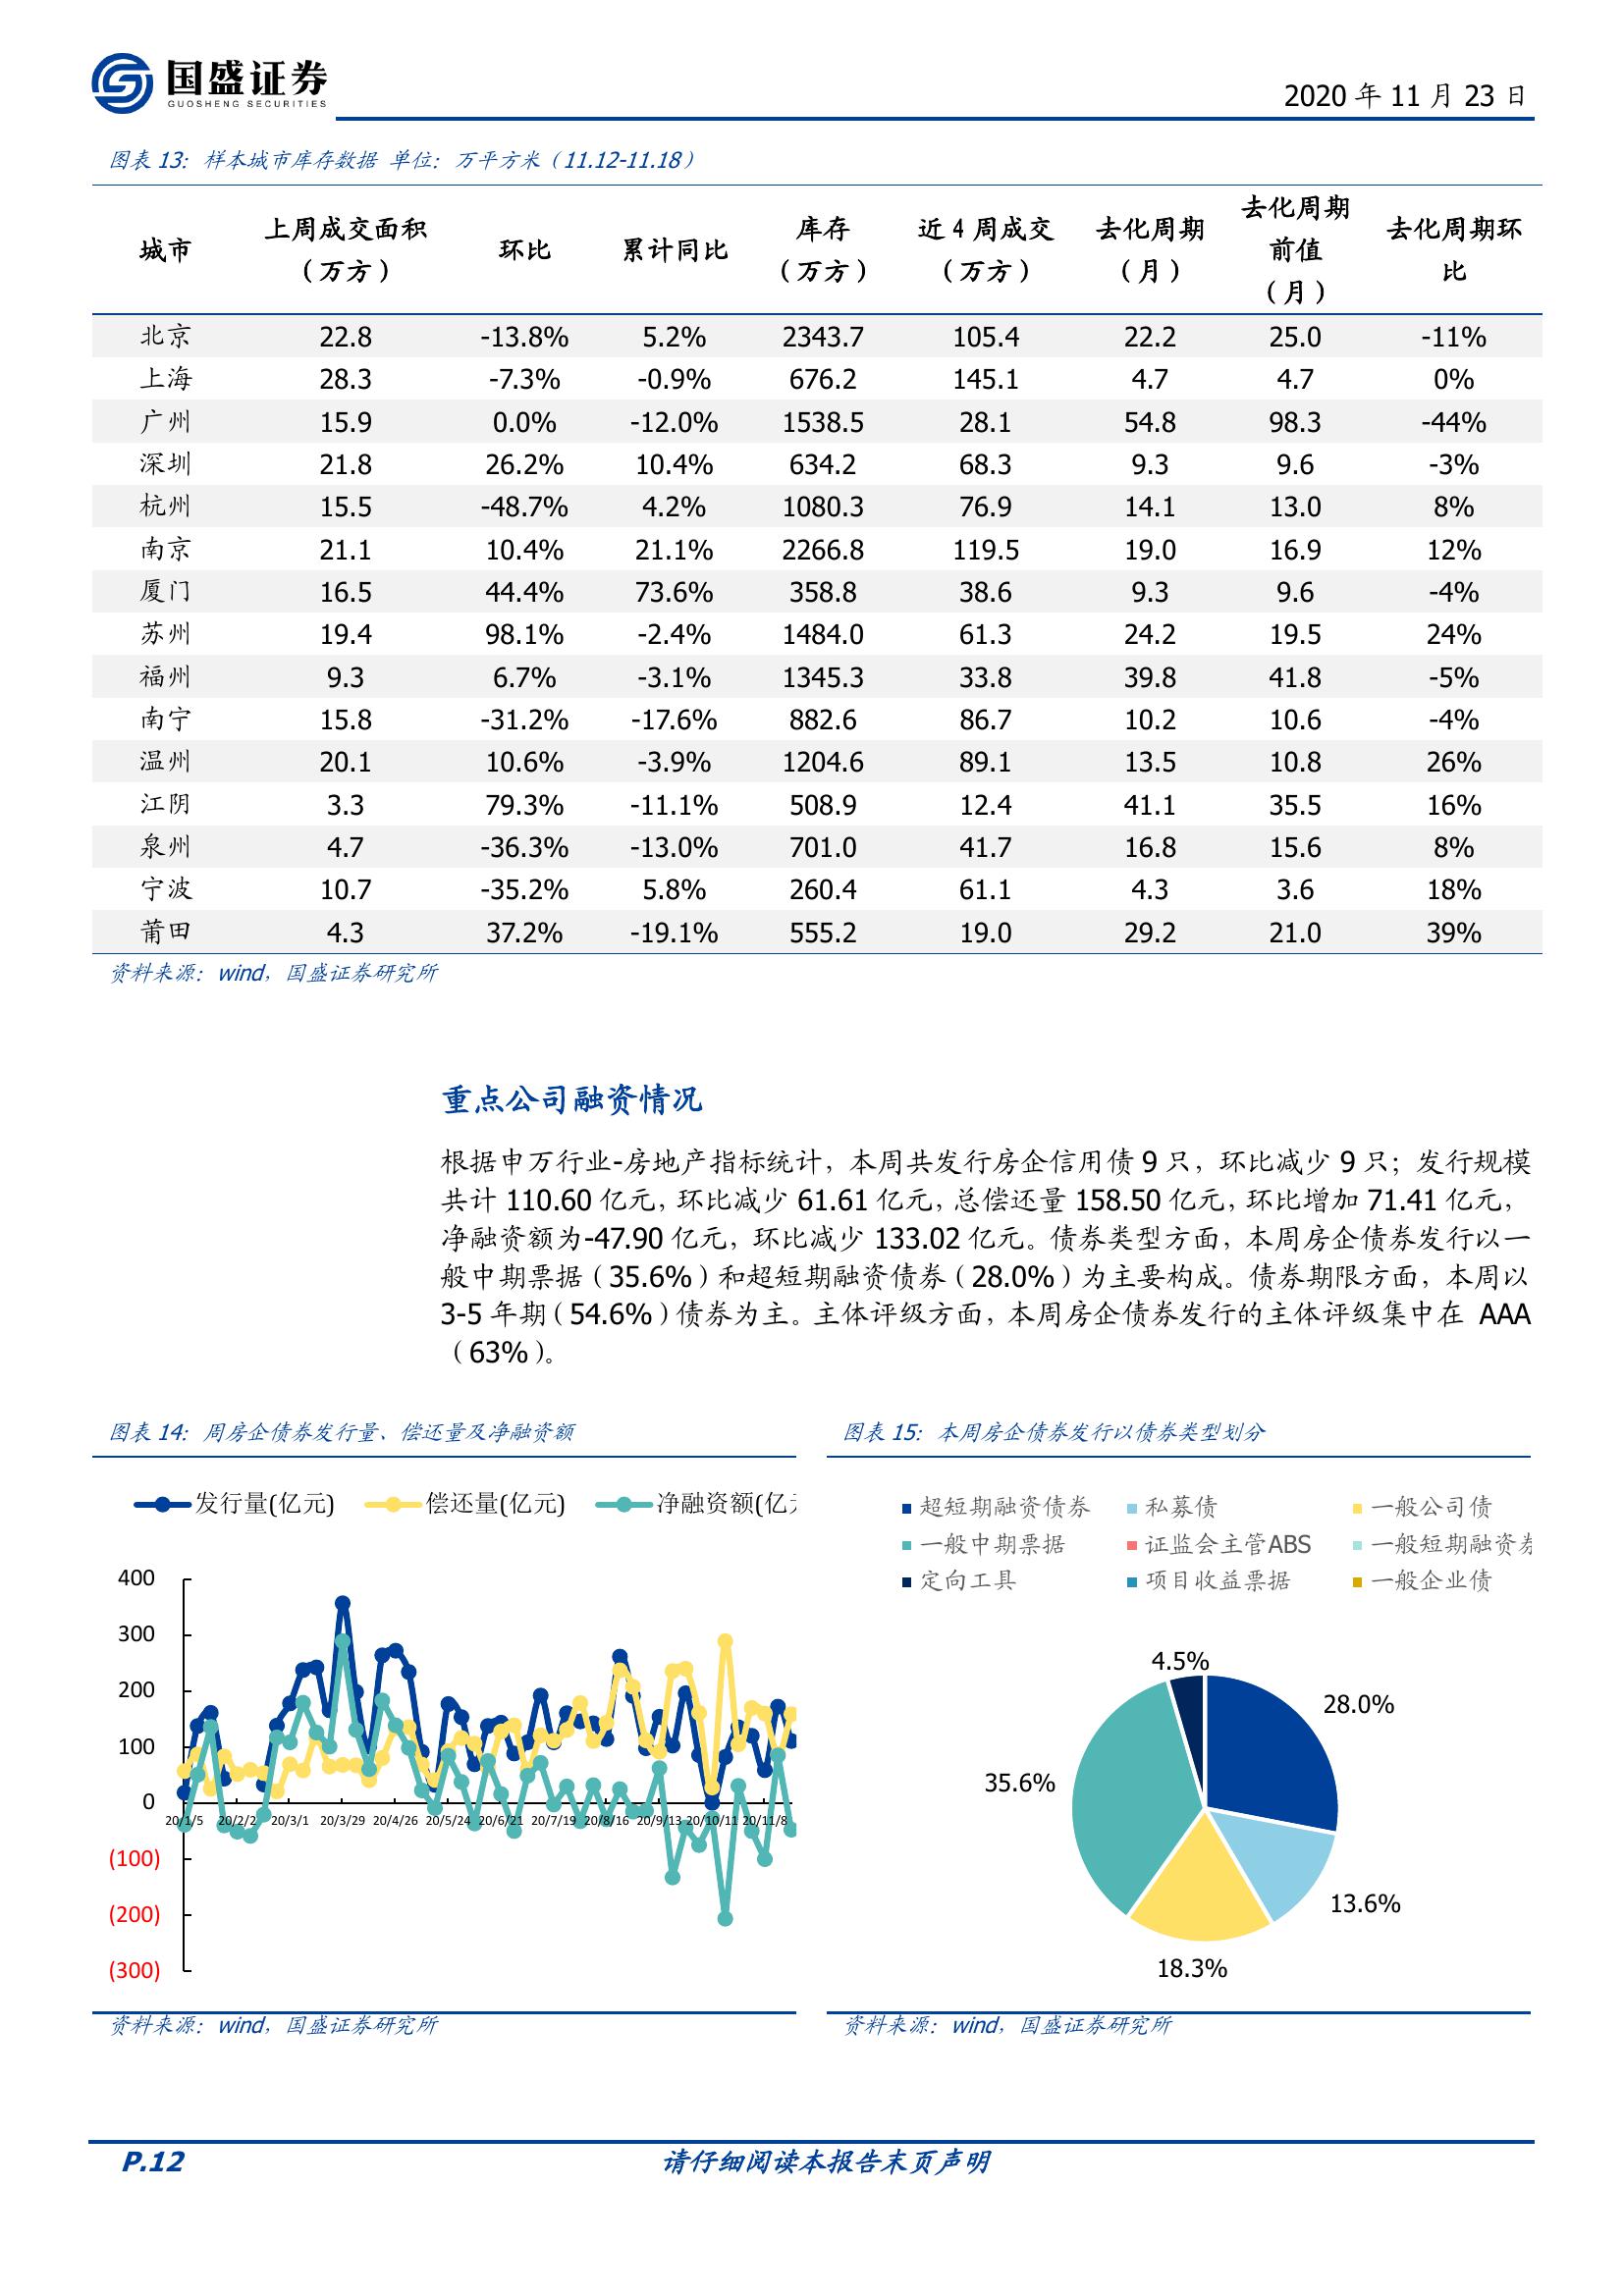 国盛证券
GUOSHENG SECURITIES
2020 年 11 月 23 日
图表 13：样本城市库存数据 单位：万平方米（11.12-11.18）
城市 上周成交面积（万方） 环比 累计同比 库存（万方） 近 4 周成交（万方） 去化周期（月） 去化周期前值（月） 去化周期环比
北京 22.8 -13.8% 5.2% 2343.7 105.4 22.2 25.0 -11%
上海 28.3 -7.3% -0.9% 676.2 145.1 4.7 4.7 0%
广州 15.9 0.0% -12.0% 1538.5 28.1 54.8 98.3 -44%
深圳 21.8 26.2% 10.4% 634.2 68.3 9.3 9.6 -3%
杭州 15.5 -48.7% 4.2% 1080.3 76.9 14.1 13.0 8%
南京 21.1 10.4% 21.1% 2266.8 119.5 19.0 16.9 12%
厦门 16.5 44.4% 73.6% 358.8 38.6 9.3 9.6 -4%
苏州 19.4 98.1% -2.4% 1484.0 61.3 24.2 19.5 24%
福州 9.3 6.7% -3.1% 1345.3 33.8 39.8 41.8 -5%
南宁 15.8 -31.2% -17.6% 882.6 86.7 10.2 10.6 -4%
温州 20.1 10.6% -3.9% 1204.6 89.1 13.5 10.8 26%
江阴 3.3 79.3% -11.1% 508.9 12.4 41.1 35.5 16%
泉州 4.7 -36.3% -13.0% 701.0 41.7 16.8 15.6 8%
宁波 10.7 -35.2% 5.8% 260.4 61.1 4.3 3.6 18%
莆田 4.3 37.2% -19.1% 555.2 19.0 29.2 21.0 39%
资料来源：wind，国盛证券研究所
重点公司融资情况
根据申万行业-房地产指标统计，本周共发行房企信用债 9 只，环比减少 9 只；发行规模
共计 110.60 亿元，环比减少 61.61 亿元，总偿还量 158.50 亿元，环比增加 71.41 亿元，
净融资额为-47.90 亿元，环比减少 133.02 亿元。债券类型方面，本周房企债券发行以一
般中期票据（35.6%）和超短期融资债券（28.0%）为主要构成。债券期限方面，本周以
3-5 年期（54.6%）债券为主。主体评级方面，本周房企债券发行的主体评级集中在 AAA
（63%）。
图表 14：周房企债券发行量、偿还量及净融资额
发行量(亿元) 偿还量(亿元) 净融资额(亿
400
300
200
100
0
(100)
(200)
(300)
20/1/5 20/2/2 20/3/1 20/3/29 20/4/26 20/5/24 20/6/21 20/7/19 20/8/16 20/9/13 20/10/11 20/11/8
资料来源：wind，国盛证券研究所
图表 15：本周房企债券发行以债券类型划分
超短期融资债券 私募债 一般公司债
一般中期票据 证监会主管ABS 一般短期融资券
定向工具 项目收益票据 一般企业债
4.5%
28.0%
35.6%
13.6%
18.3%
资料来源：wind，国盛证券研究所
P.12
请仔细阅读本报告末页声明